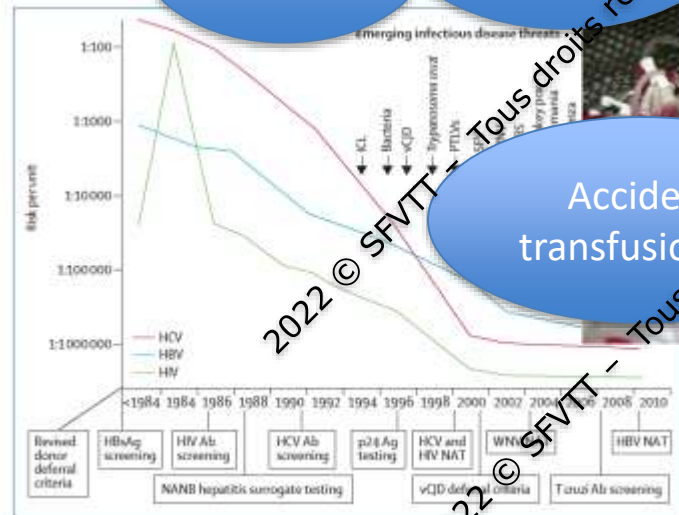 Emerging infectious disease threats
1:100
1:1000
1:10000
1:100000
1:1000000
Risk per unit
ICL
Bacteria
vCJD
Trypanosoma cruzi
PTLVs
HCV
HBV
HIV
<1984 1984 1986 1988 1990 1992 1994 1996 1998 2000 2002 2004 2006 2008 2010
Revised
donor
deferral
criteria
HBsAg
screening
HIV Ab
screening
HCV Ab
screening
p24 Ag
testing
HCV and
HIV NAT
HBV NAT
NANB hepatitis surrogate testing
vCJD deferral criteria
T cruzi Ab screening
Accide
transfusio
2022 © SFVTT – Tous droits re
22 © SFVTT – Tous